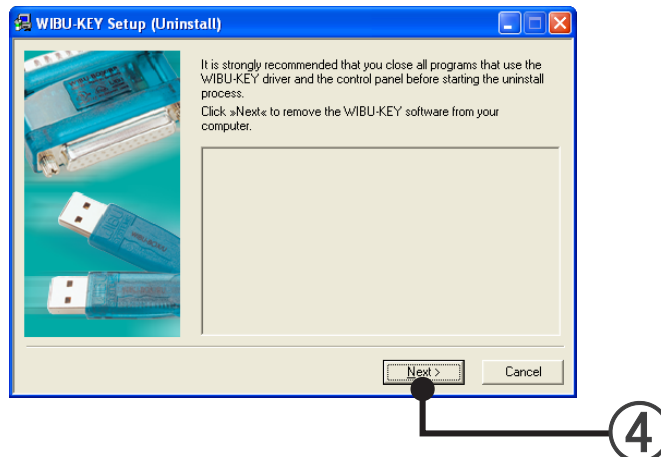 WIBU-KEY Setup (Uninstall)
It is strongly recommended that you close all programs that use the
WIBU-KEY driver and the control panel before starting the uninstall
process.
Click »Next« to remove the WIBU-KEY software from your
computer.
Next >
Cancel
4